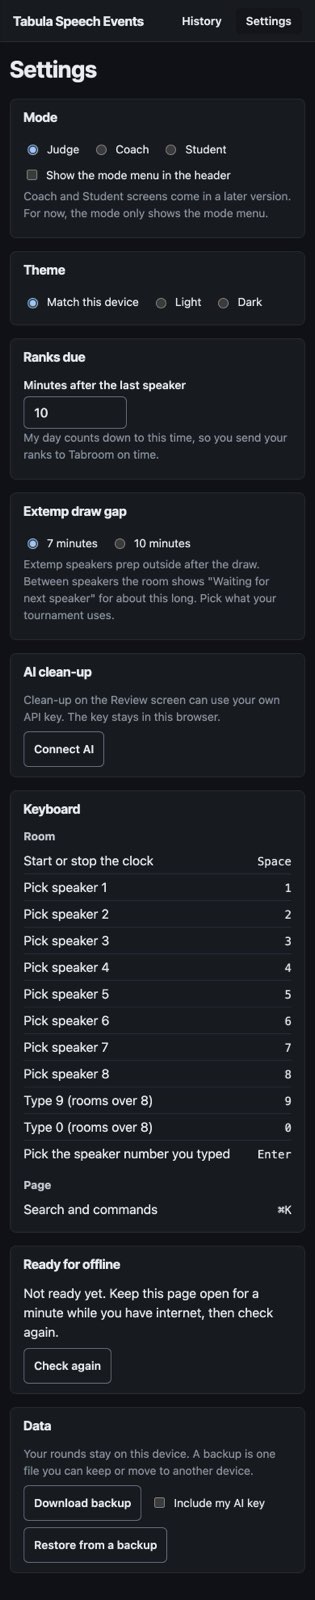 Tabula Speech Events
History
Settings
Settings
Mode
Judge
Coach
Student
Show the mode menu in the header
Coach and Student screens come in a later version.
For now, the mode only shows the mode menu.
Theme
Match this device
Light
Dark
Ranks due
Minutes after the last speaker
10
My day counts down to this time, so you send your
ranks to Tabroom on time.
Extemp draw gap
7 minutes
10 minutes
Extemp speakers prep outside after the draw.
Between speakers the room shows "Waiting for
next speaker" for about this long. Pick what your
tournament uses.
AI clean-up
Clean-up on the Review screen can use your own
API key. The key stays in this browser.
Connect AI
Keyboard
Room
Start or stop the clock Space
Pick speaker 1 1
Pick speaker 2 2
Pick speaker 3 3
Pick speaker 4 4
Pick speaker 5 5
Pick speaker 6 6
Pick speaker 7 7
Pick speaker 8 8
Type 9 (rooms over 8) 9
Type 0 (rooms over 8) 0
Pick the speaker number you typed Enter
Page
Search and commands ⌘K
Ready for offline
Not ready yet. Keep this page open for a
minute while you have internet, then check
again.
Check again
Data
Your rounds stay on this device. A backup is one
file you can keep or move to another device.
Download backup
Include my AI key
Restore from a backup